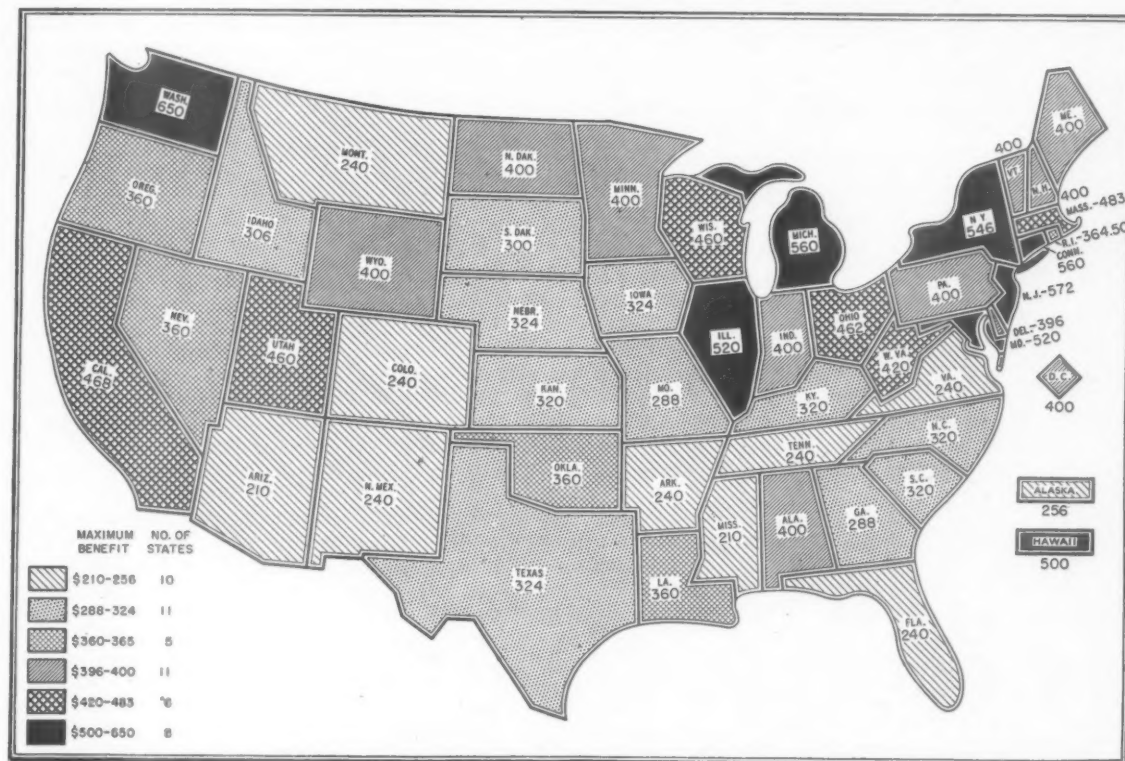 WASH.
650
MONT.
240
N. DAK.
400
MINN.
400
ME.
400
400
VT.
N.H.
400
OREG.
360
IDAHO
306
WYO.
400
S. DAK.
300
WIS.
460
MICH.
560
N Y
546
MASS.-483
R.I.-364.50
CONN.
560
N.J.-572
PA.
400
DEL.-396
MD.-520
D.C.
400
NEV.
360
UTAH
460
CAL.
468
COLO.
240
NEBR.
324
IOWA
324
ILL.
520
IND.
400
OHIO
462
W. VA.
420
VA.
240
KAN.
320
MO.
288
KY.
320
N.C.
320
TENN.
240
S.C.
320
ARIZ.
210
N. MEX.
240
OKLA.
360
ARK.
240
MISS.
210
ALA.
400
GA.
288
TEXAS
324
LA.
360
FLA.
240
ALASKA
256
HAWAII
500
MAXIMUM BENEFIT NO. OF STATES
$210-256 10
$288-324 11
$360-365 5
$396-400 11
$420-483 6
$500-650 8